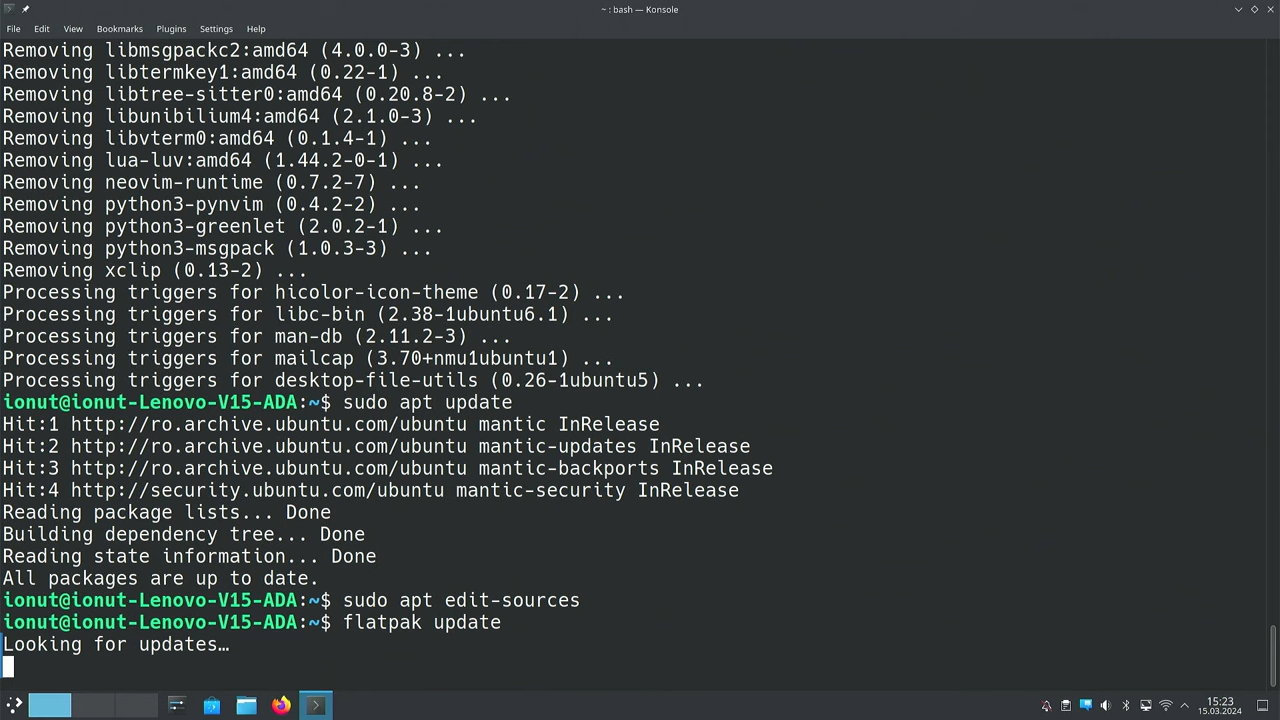 ~ : bash — Konsole
File Edit View Bookmarks Plugins Settings Help
Removing libmsgpackc2:amd64 (4.0.0-3) ...
Removing libtermkey1:amd64 (0.22-1) ...
Removing libtree-sitter0:amd64 (0.20.8-2) ...
Removing libunibilium4:amd64 (2.1.0-3) ...
Removing libvterm0:amd64 (0.1.4-1) ...
Removing lua-luv:amd64 (1.44.2-0-1) ...
Removing neovim-runtime (0.7.2-7) ...
Removing python3-pynvim (0.4.2-2) ...
Removing python3-greenlet (2.0.2-1) ...
Removing python3-msgpack (1.0.3-3) ...
Removing xclip (0.13-2) ...
Processing triggers for hicolor-icon-theme (0.17-2) ...
Processing triggers for libc-bin (2.38-1ubuntu6.1) ...
Processing triggers for man-db (2.11.2-3) ...
Processing triggers for mailcap (3.70+nmu1ubuntu1) ...
Processing triggers for desktop-file-utils (0.26-1ubuntu5) ...
ionut@ionut-Lenovo-V15-ADA:~$ sudo apt update
Hit:1 http://ro.archive.ubuntu.com/ubuntu mantic InRelease
Hit:2 http://ro.archive.ubuntu.com/ubuntu mantic-updates InRelease
Hit:3 http://ro.archive.ubuntu.com/ubuntu mantic-backports InRelease
Hit:4 http://security.ubuntu.com/ubuntu mantic-security InRelease
Reading package lists... Done
Building dependency tree... Done
Reading state information... Done
All packages are up to date.
ionut@ionut-Lenovo-V15-ADA:~$ sudo apt edit-sources
ionut@ionut-Lenovo-V15-ADA:~$ flatpak update
Looking for updates…
15:23
15.03.2024